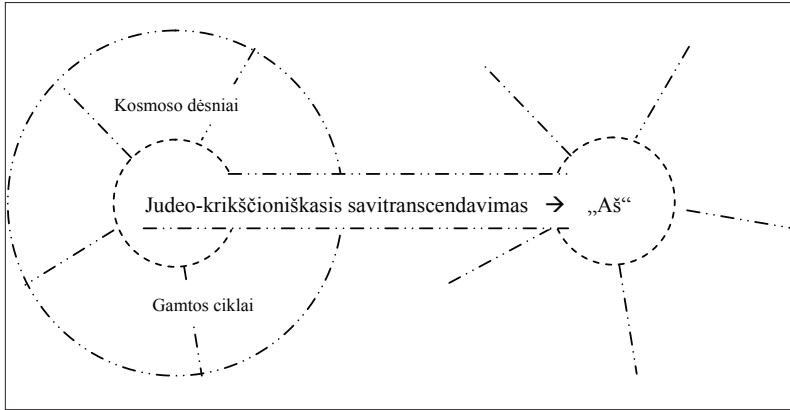 Kosmoso dėsniai
Judeo-krikščioniškasis savitranscendavimas → „Aš“
Gamtos ciklai